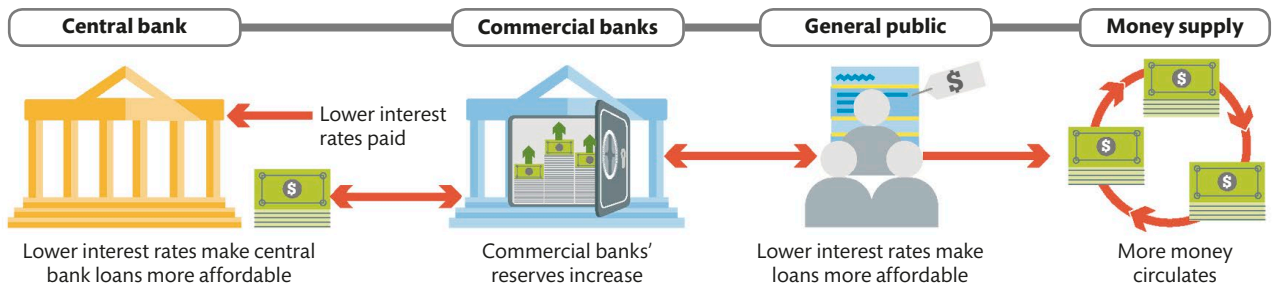 Central bank
Commercial banks
General public
Money supply
$
Lower interest
rates paid
$
$
$
$
Lower interest rates make central
bank loans more affordable
Commercial banks’
reserves increase
Lower interest rates make
loans more affordable
More money
circulates